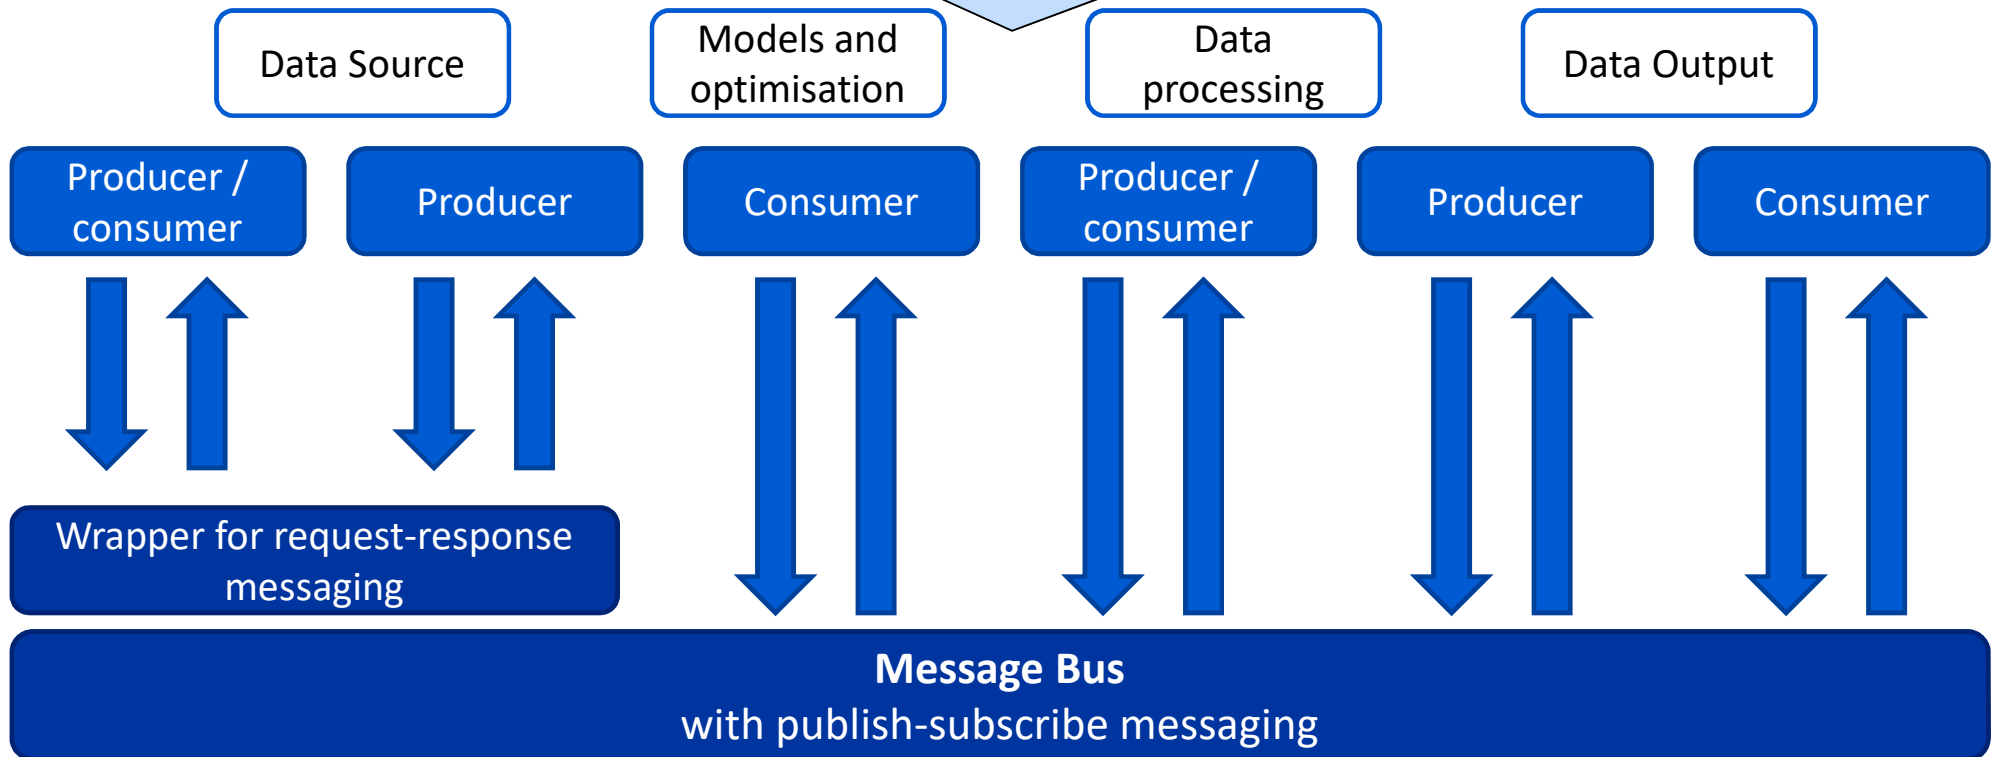 Data Source
Models and
optimisation
Data
processing
Data Output
Producer /
consumer
Producer
Consumer
Producer /
consumer
Producer
Consumer
Wrapper for request-response
messaging
Message Bus
with publish-subscribe messaging